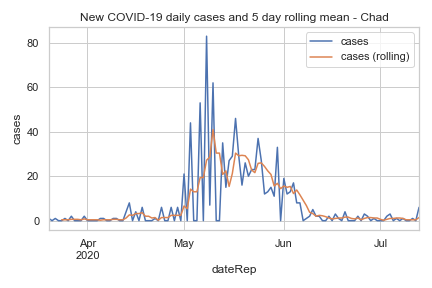 New COVID-19 daily cases and 5 day rolling mean - Chad
cases
cases (rolling)
80
60
40
20
0
cases
Apr
2020
May
Jun
Jul
dateRep